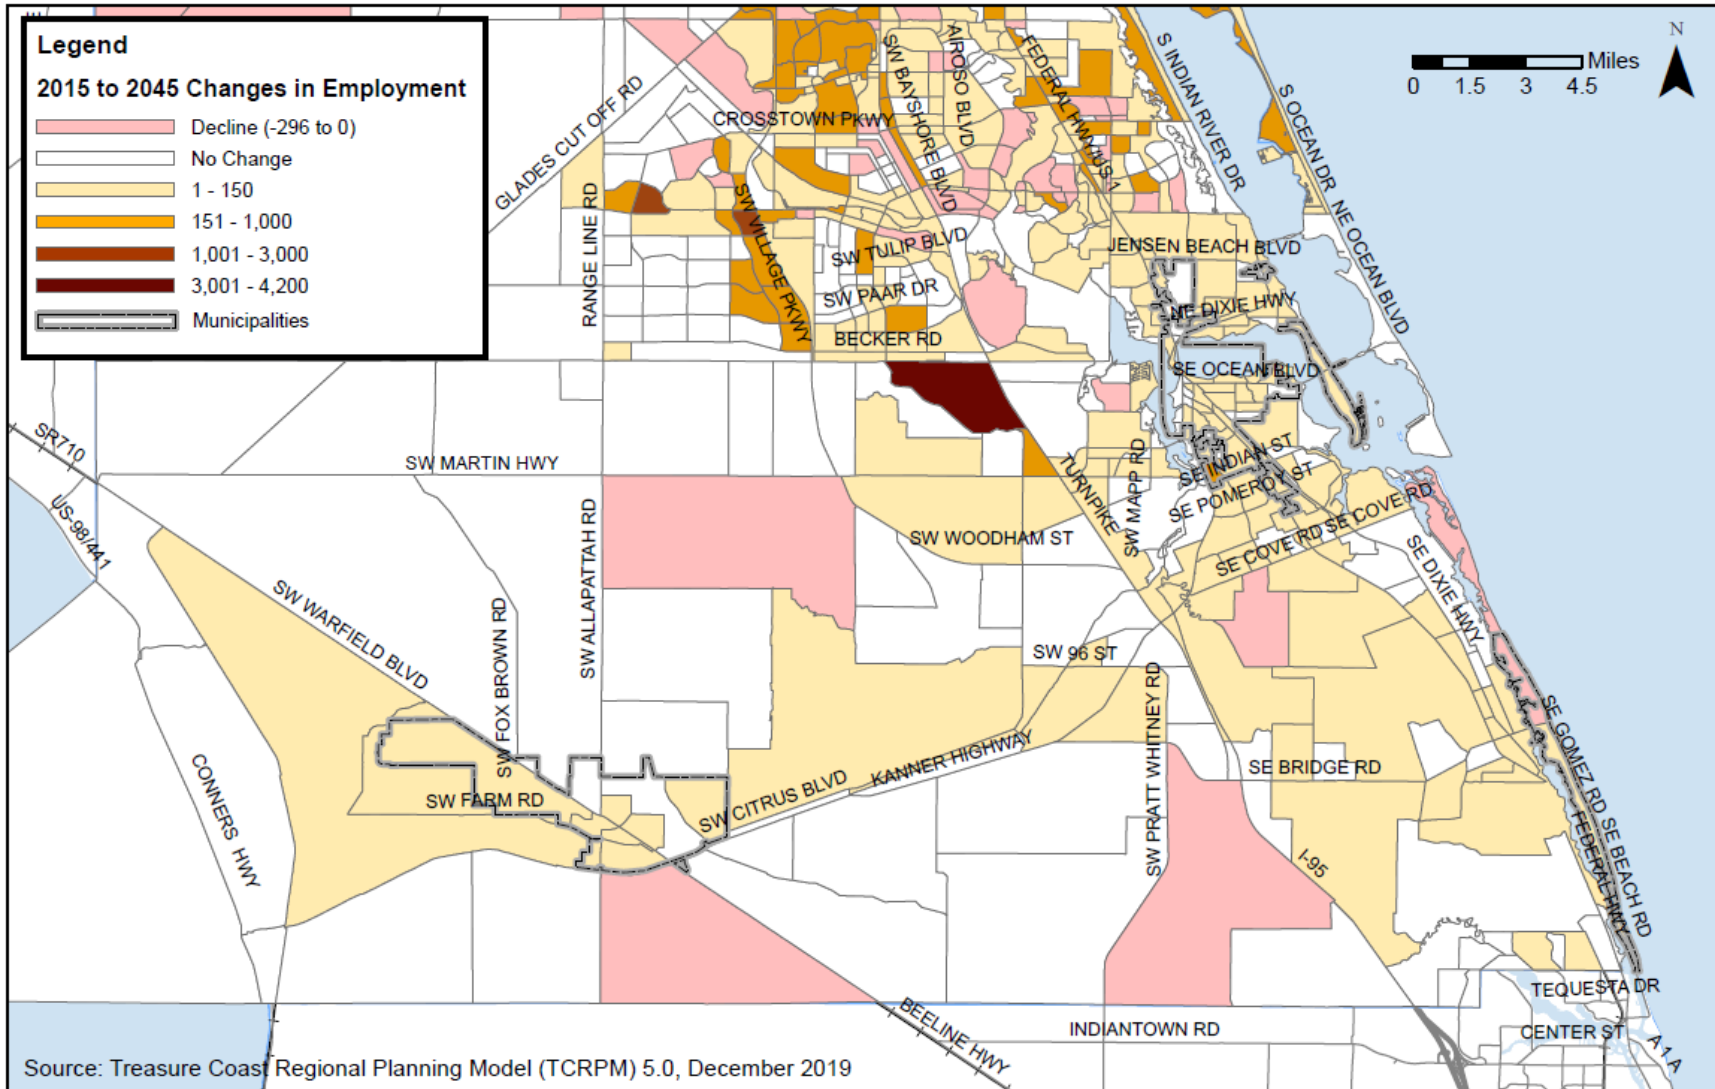 Legend
2015 to 2045 Changes in Employment
Decline (-296 to 0)
No Change
1 - 150
151 - 1,000
1,001 - 3,000
3,001 - 4,200
Municipalities
N
Miles
0 1.5 3 4.5
GLADES CUT OFF RD
CROSSTOWN PKWY
SW BAYSHORE BLVD
AIROSO BLVD
FEDERAL HWY/US 1
S INDIAN RIVER DR
S OCEAN DR
NE OCEAN BLVD
RANGE LINE RD
SW VILLAGE PKWY
SW TULIP BLVD
SW PAAR DR
BECKER RD
JENSEN BEACH BLVD
NE DIXIE HWY
SE OCEAN BLVD
SR710
US-98/441
SW MARTIN HWY
TURNPIKE
SW MAPP RD
SE INDIAN ST
SE POMEROY ST
SE COVE RD
SE COVE RD
SW WOODHAM ST
SW ALLAPATTAH RD
SW FOX BROWN RD
SW WARFIELD BLVD
SE DIXIE HWY
SW 96 ST
SW PRATT WHITNEY RD
CONNERS HWY
SW FARM RD
SW CITRUS BLVD
KANNER HIGHWAY
SE BRIDGE RD
SE GOMEZ RD
SE BEACH RD
FEDERAL HWY
I-95
BEELINE HWY
INDIANTOWN RD
TEQUESTA DR
CENTER ST
A 1 A
Source: Treasure Coast Regional Planning Model (TCRPM) 5.0, December 2019